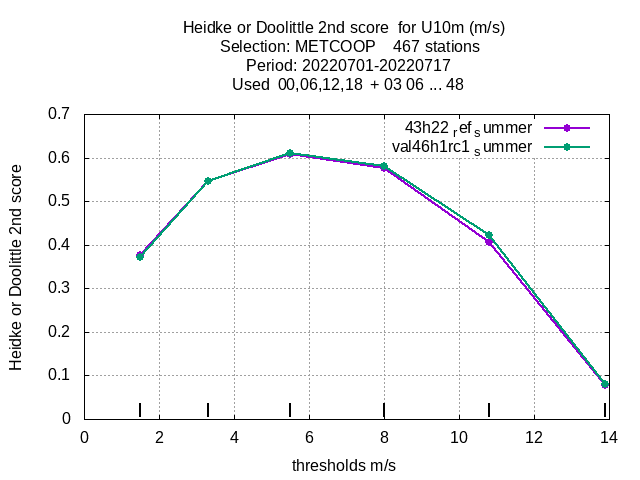 Heidke or Doolittle 2nd score for U10m (m/s)
Selection: METCOOP 467 stations
Period: 20220701-20220717
Used 00,06,12,18 + 03 06 ... 48
43h22 ref summer
val46h1rc1 summer
Heidke or Doolittle 2nd score
0.7
0.6
0.5
0.4
0.3
0.2
0.1
0
0 2 4 6 8 10 12 14
thresholds m/s